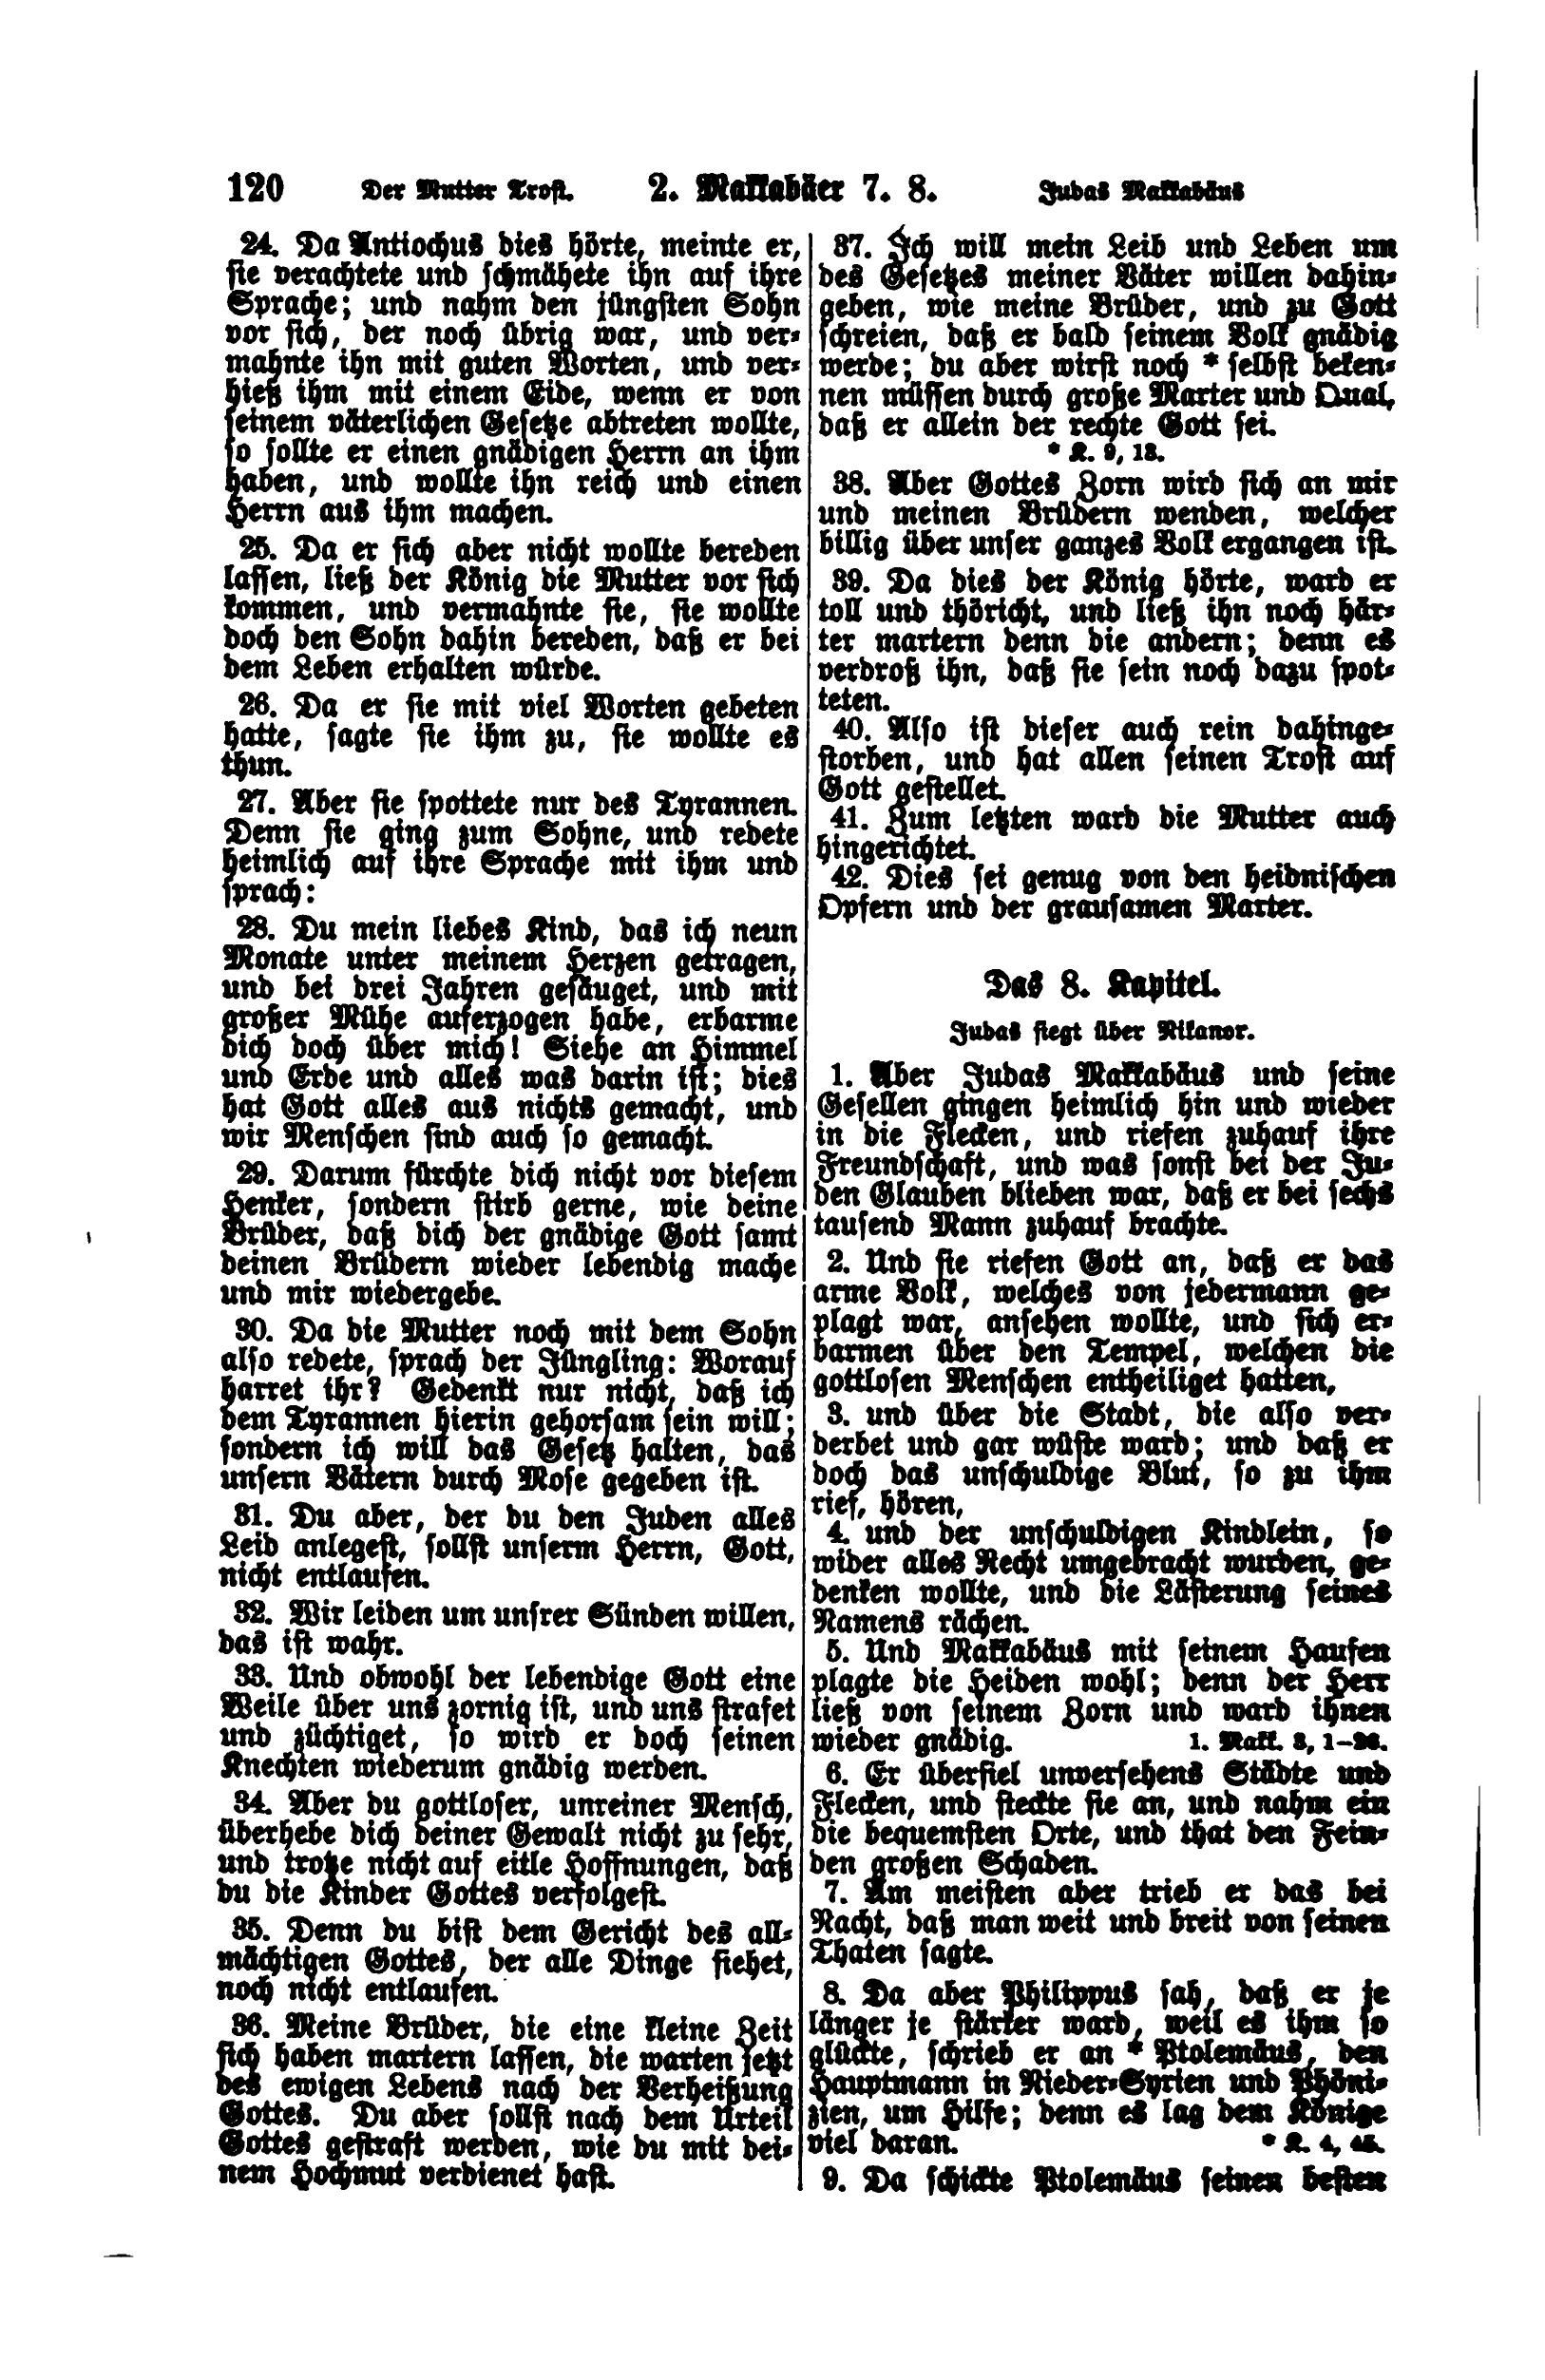 120 Der Mutter Trost. 2. Makkabäer 7. 8. Judas Makkabäus
24. Da Antiochus dies hörte, meinte er,
sie verachtete und schmähete ihn auf ihre
Sprache; und nahm den jüngsten Sohn
vor sich, der noch übrig war, und ver-
mahnte ihn mit guten Worten, und ver-
hieß ihm mit einem Eide, wenn er von
seinem väterlichen Gesetze abtreten wollte,
so sollte er einen gnädigen Herrn an ihm
haben, und wollte ihn reich und einen
Herrn aus ihm machen.
25. Da er sich aber nicht wollte bereden
lassen, ließ der König die Mutter vor sich
kommen, und vermahnte sie, sie wollte
doch den Sohn dahin bereden, daß er bei
dem Leben erhalten würde.
26. Da er sie mit viel Worten gebeten
hatte, sagte sie ihm zu, sie wollte es
thun.
27. Aber sie spottete nur des Tyrannen.
Denn sie ging zum Sohne, und redete
heimlich auf ihre Sprache mit ihm und
sprach:
28. Du mein liebes Kind, das ich neun
Monate unter meinem Herzen getragen,
und bei drei Jahren gesäuget, und mit
großer Mühe auferzogen habe, erbarme
dich doch über mich! Siehe an Himmel
und Erde und alles was darin ist; dies
hat Gott alles aus nichts gemacht, und
wir Menschen sind auch so gemacht.
29. Darum fürchte dich nicht vor diesem
Henker, sondern stirb gerne, wie deine
Brüder, daß dich der gnädige Gott samt
deinen Brüdern wieder lebendig mache
und mir wiedergebe.
30. Da die Mutter noch mit dem Sohn
also redete, sprach der Jüngling: Worauf
harret ihr? Gedenkt nur nicht, daß ich
dem Tyrannen hierin gehorsam sein will;
sondern ich will das Gesetz halten, das
unsern Vätern durch Mose gegeben ist.
31. Du aber, der du den Juden alles
Leid anlegest, sollst unserm Herrn, Gott,
nicht entlaufen.
32. Wir leiden um unsrer Sünden willen,
das ist wahr.
33. Und obwohl der lebendige Gott eine
Weile über uns zornig ist, und uns strafet
und züchtiget, so wird er doch seinen
Knechten wiederum gnädig werden.
34. Aber du gottloser, unreiner Mensch,
überhebe dich deiner Gewalt nicht zu sehr,
und trotze nicht auf eitle Hoffnungen, daß
du die Kinder Gottes verfolgest.
35. Denn du bist dem Gericht des all-
mächtigen Gottes, der alle Dinge siehet,
noch nicht entlaufen.
36. Meine Brüder, die eine kleine Zeit
sich haben martern lassen, die warten jetzt
des ewigen Lebens nach der Verheißung
Gottes. Du aber sollst nach dem Urteil
Gottes gestraft werden, wie du mit dei-
nem Hochmut verdienet hast.
37. Ich will mein Leib und Leben um
des Gesetzes meiner Väter willen dahin-
geben, wie meine Brüder, und zu Gott
schreien, daß er bald seinem Volk gnädig
werde; du aber wirst noch * selbst beken-
nen müssen durch große Marter und Qual,
daß er allein der rechte Gott sei.
* K. 9, 18.
38. Aber Gottes Zorn wird sich an mir
und meinen Brüdern wenden, welcher
billig über unser ganzes Volk ergangen ist.
39. Da dies der König hörte, ward er
toll und thöricht, und ließ ihn noch här-
ter martern denn die andern; denn es
verdroß ihn, daß sie sein noch dazu spot-
teten.
40. Also ist dieser auch rein dahinge-
storben, und hat allen seinen Trost auf
Gott gestellet.
41. Zum letzten ward die Mutter auch
hingerichtet.
42. Dies sei genug von den heidnischen
Opfern und der grausamen Marter.
Das 8. Kapitel.
Judas siegt über Nikanor.
1. Aber Judas Makkabäus und seine
Gesellen gingen heimlich hin und wieder
in die Flecken, und riefen zuhauf ihre
Freundschaft, und was sonst bei der Ju-
den Glauben blieben war, daß er bei sechs
tausend Mann zuhauf brachte.
2. Und sie riefen Gott an, daß er das
arme Volk, welches von jedermann ge-
plagt war, ansehen wollte, und sich er-
barmen über den Tempel, welchen die
gottlosen Menschen entheiliget hatten,
3. und über die Stadt, die also ver-
derbet und gar wüste ward; und daß er
doch das unschuldige Blut, so zu ihm
rief, hören,
4. und der unschuldigen Kindlein, so
wider alles Recht umgebracht wurden, ge-
denken wollte, und die Lästerung seines
Namens rächen.
5. Und Makkabäus mit seinem Haufen
plagte die Heiden wohl; denn der Herr
ließ von seinem Zorn und ward ihnen
wieder gnädig. 1. Makk. 3, 1-26.
6. Er überfiel unversehens Städte und
Flecken, und steckte sie an, und nahm ein
die bequemsten Orte, und that den Fein-
den großen Schaden.
7. Am meisten aber trieb er das bei
Nacht, daß man weit und breit von seinen
Thaten sagte.
8. Da aber Philippus sah, daß er je
länger je stärker ward, weil es ihm so
glückte, schrieb er an * Ptolemäus, den
Hauptmann in Nieder-Syrien und Phöni-
zien, um Hilfe; denn es lag dem Könige
viel daran. * K. 4, 45.
9. Da schickte Ptolemäus seinen besten